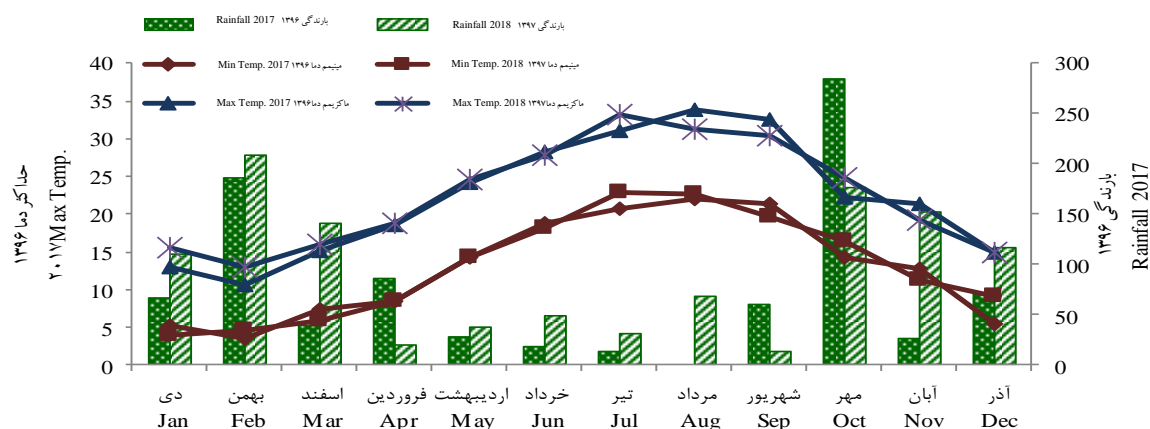 Rainfall 2017 بارندگی ۱۳۹۶
Rainfall 2018 بارندگی ۱۳۹۷
Min Temp. 2017 مینیمم دما ۱۳۹۶
Min Temp. 2018 مینیمم دما ۱۳۹۷
Max Temp. 2017 ماکزیمم دما۱۳۹۶
Max Temp. 2018 ماکزیمم دما۱۳۹۷
حداکثر دما ۱۳۹۶
۲۰۱۷Max Temp.
40
35
30
25
20
15
10
5
0
300
250
200
150
100
50
0
بارندگی ۱۳۹۶
Rainfall 2017
دی بهمن اسفند فروردین اردیبهشت خرداد تیر مرداد شهریور مهر آبان آذر
Jan Feb Mar Apr May Jun Jul Aug Sep Oct Nov Dec